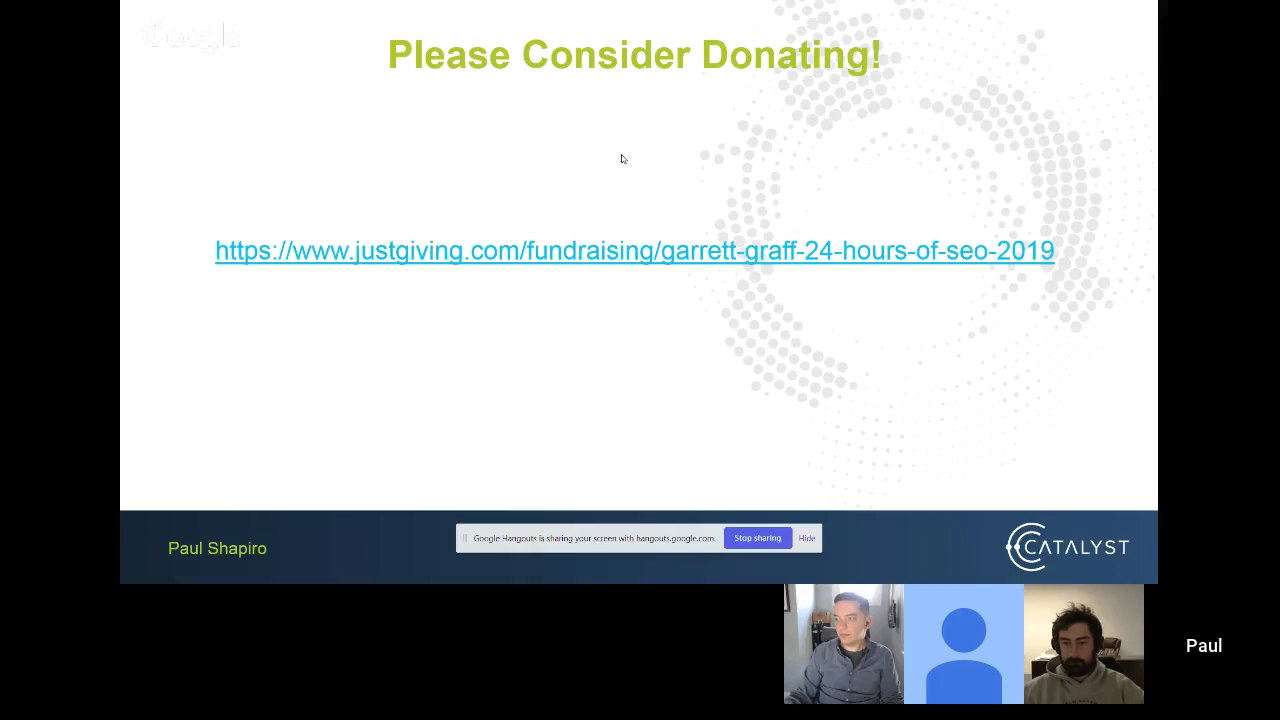 Google
Please Consider Donating!
https://www.justgiving.com/fundraising/garrett-graff-24-hours-of-seo-2019
Paul Shapiro
Google Hangouts is sharing your screen with hangouts.google.com.
Stop sharing
Hide
CATALYST
Paul